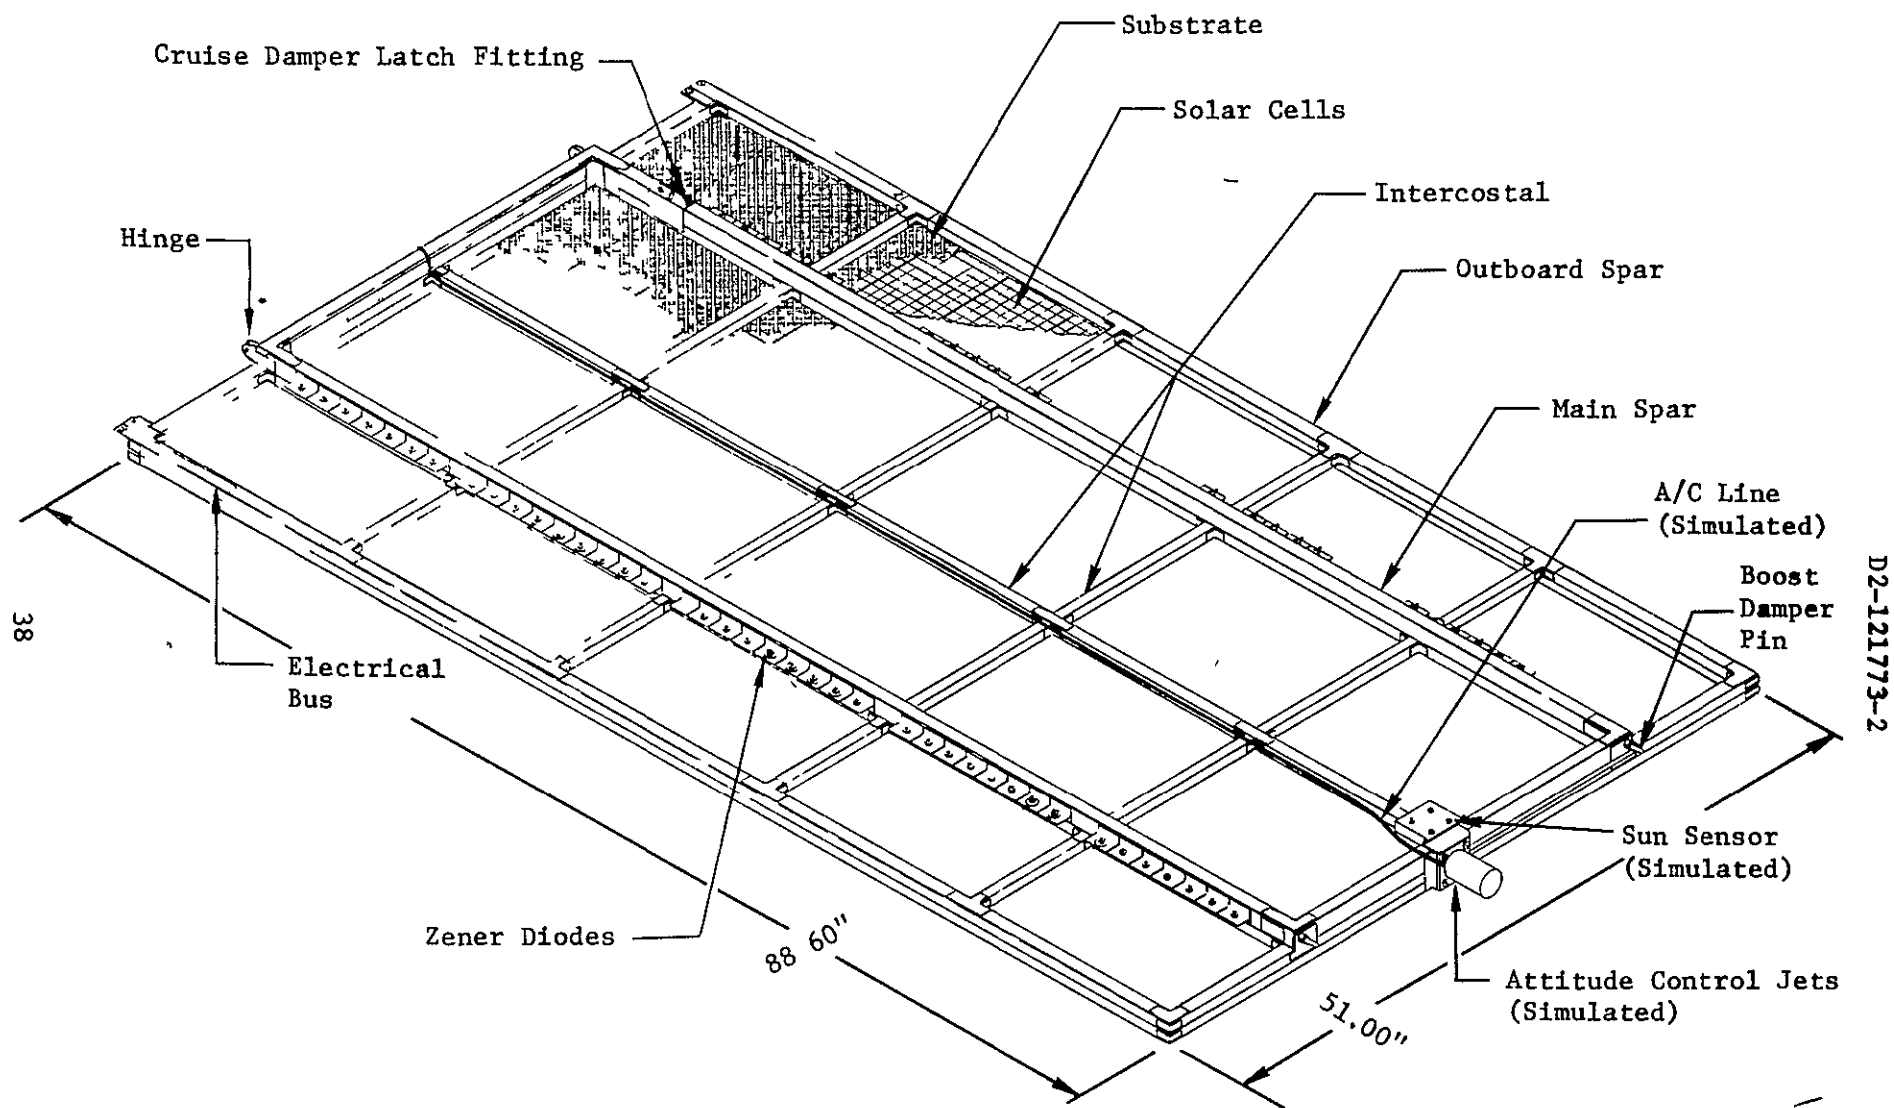 Substrate
Cruise Damper Latch Fitting
Solar Cells
Intercostal
Hinge
Outboard Spar
Main Spar
A/C Line
(Simulated)
Boost
Damper
Pin
D2-121773-2
38
Electrical
Bus
Sun Sensor
(Simulated)
Zener Diodes
88 60"
51.00"
Attitude Control Jets
(Simulated)